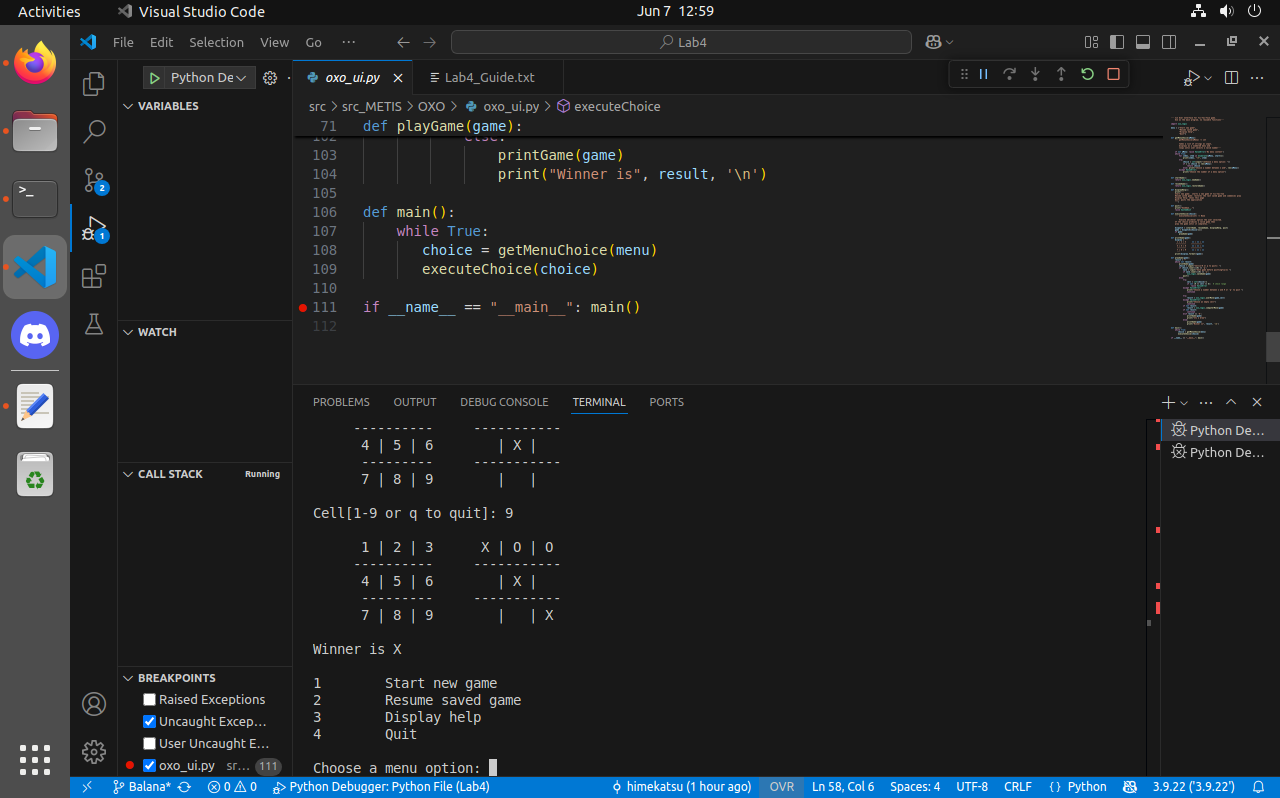 Activities Visual Studio Code Jun 7 12:59
File Edit Selection View Go ··· Lab4
Python De
oxo_ui.py Lab4_Guide.txt
VARIABLES
src > src_METIS > OXO > oxo_ui.py > executeChoice
71 def playGame(game):
102 else:
103 printGame(game)
104 print("Winner is", result, '\n')
105
106 def main():
107 while True:
108 choice = getMenuChoice(menu)
109 executeChoice(choice)
110
111 if __name__ == "__main__": main()
112
2
1
WATCH
CALL STACK Running
BREAKPOINTS
Raised Exceptions
Uncaught Excep...
User Uncaught E...
oxo_ui.py sr... 111
PROBLEMS OUTPUT DEBUG CONSOLE TERMINAL PORTS
Python De...
Python De...
---------- -----------
4 | 5 | 6 | X |
--------- -----------
7 | 8 | 9 | |
Cell[1-9 or q to quit]: 9
1 | 2 | 3 X | O | O
---------- -----------
4 | 5 | 6 | X |
--------- -----------
7 | 8 | 9 | | X
Winner is X
1 Start new game
2 Resume saved game
3 Display help
4 Quit
Choose a menu option:
Balana* 0 0 Python Debugger: Python File (Lab4) himekatsu (1 hour ago) OVR Ln 58, Col 6 Spaces: 4 UTF-8 CRLF { } Python 3.9.22 ('3.9.22')